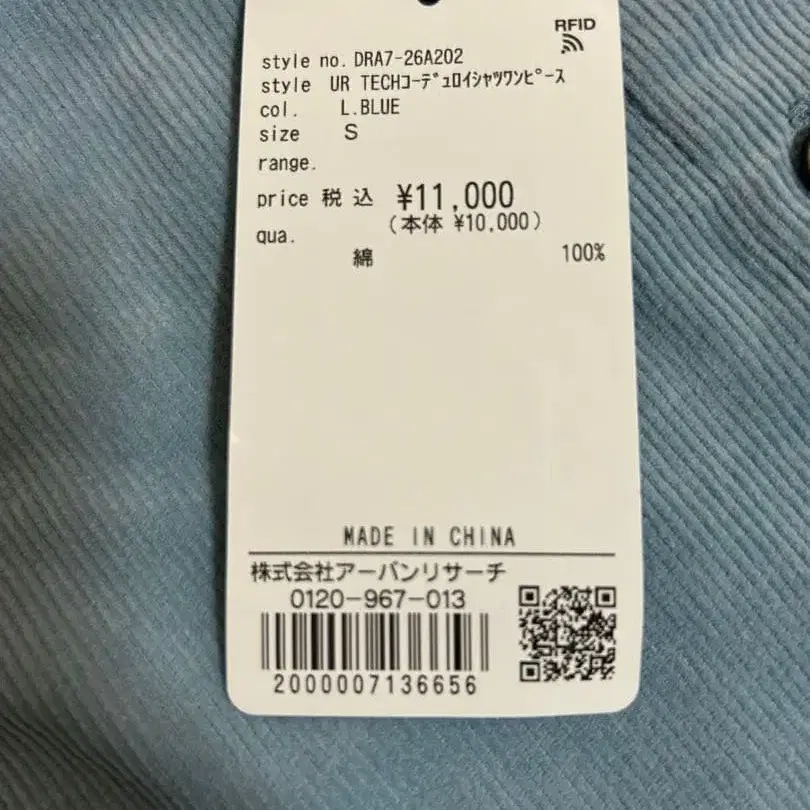 RFID
style no. DRA7-26A202
style UR TECHｺｰﾃﾞｭﾛｲｼｬﾂﾜﾝﾋﾟｰｽ
col. L.BLUE
size S
range.
price 税込 ¥11,000
(本体 ¥10,000)
qua.
綿 100%
MADE IN CHINA
株式会社アーバンリサーチ
0120-967-013
2000007136656